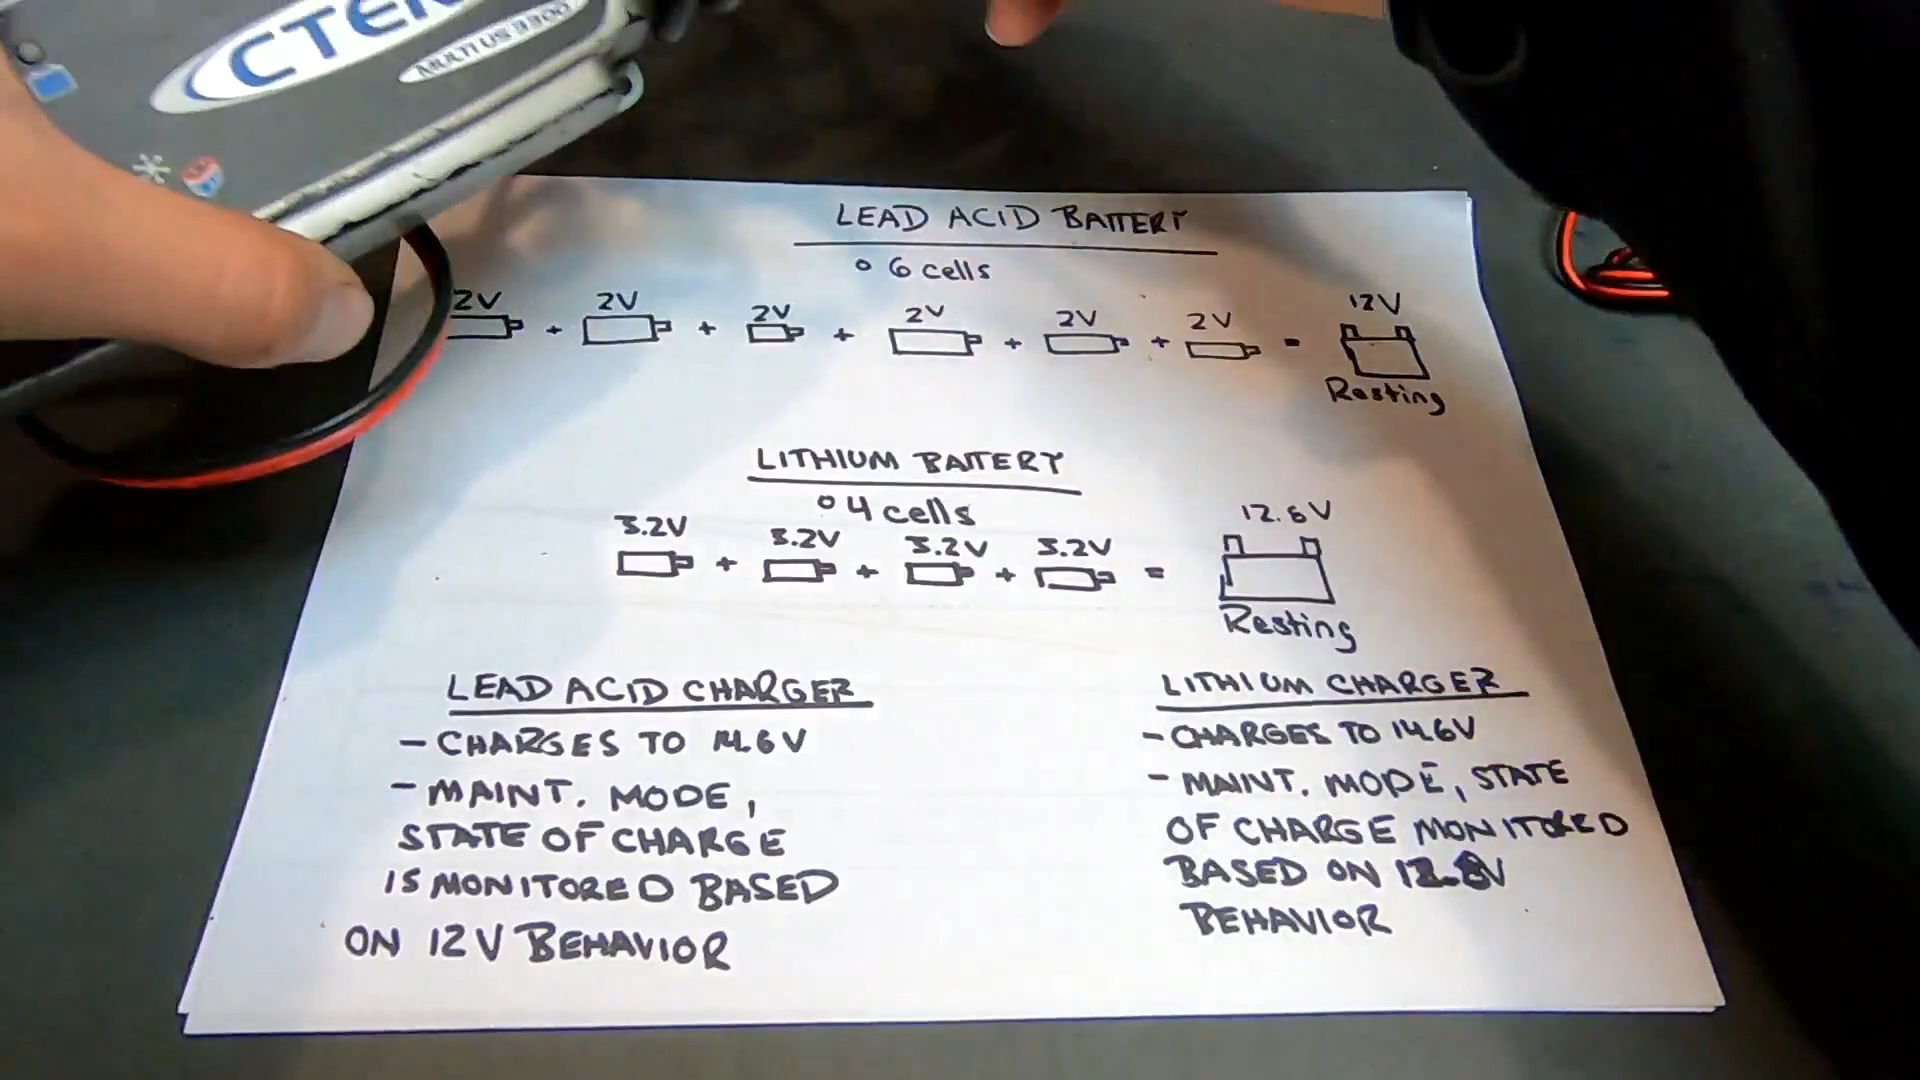 CTEK
MULTI US 3300
LEAD ACID BATTERY
6 cells
2V 2V 2V 2V 2V 2V 12V
+ + + + + =
Resting
LITHIUM BATTERY
4 cells
3.2V 3.2V 3.2V 3.2V 12.8V
+ + + =
Resting
LEAD ACID CHARGER
- CHARGES TO 14.6V
- MAINT. MODE,
STATE OF CHARGE
IS MONITORED BASED
ON 12V BEHAVIOR
LITHIUM CHARGER
- CHARGES TO 14.6V
- MAINT. MODE, STATE
OF CHARGE MONITORED
BASED ON 12.8V
BEHAVIOR